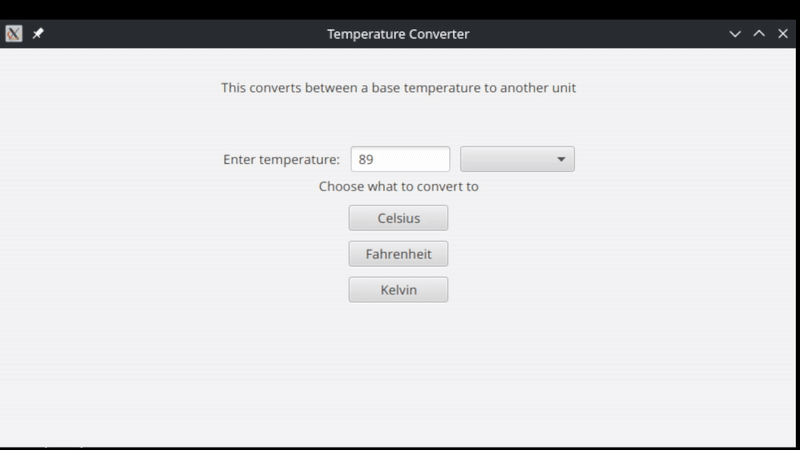 Temperature Converter
This converts between a base temperature to another unit
Enter temperature: 89
Choose what to convert to
Celsius
Fahrenheit
Kelvin